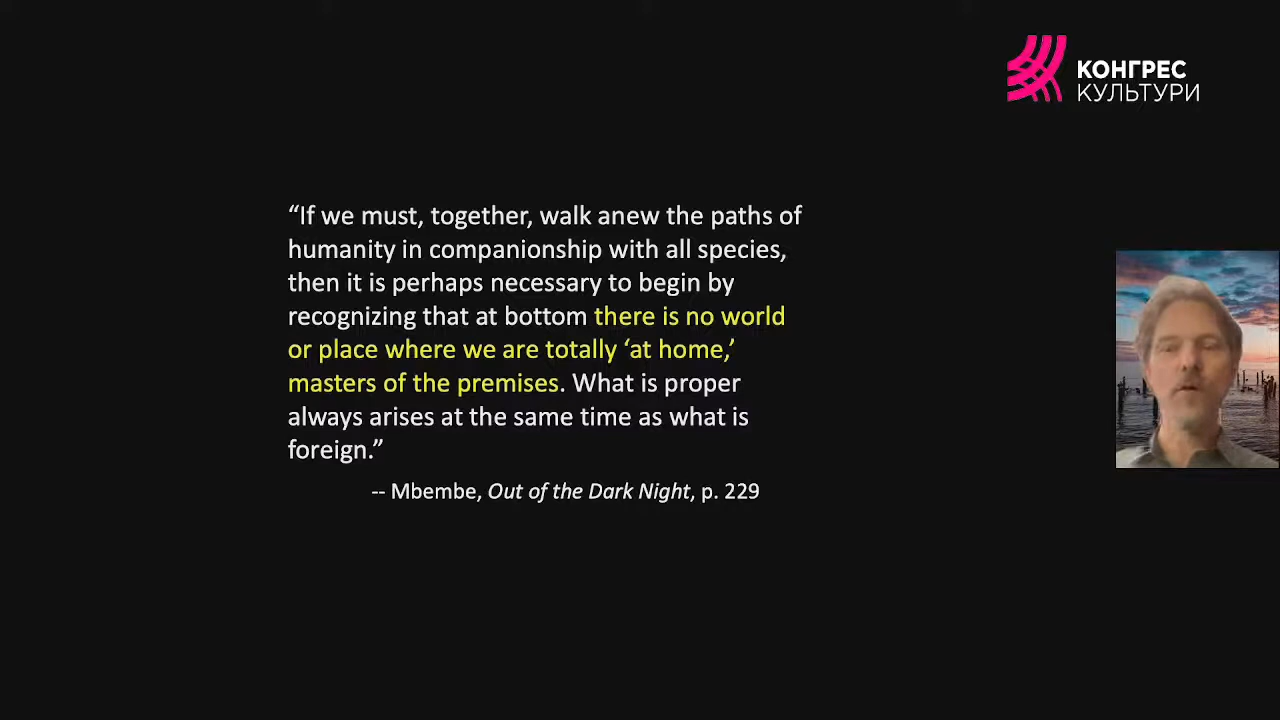 КОНГРЕС
КУЛЬТУРИ
“If we must, together, walk anew the paths of
humanity in companionship with all species,
then it is perhaps necessary to begin by
recognizing that at bottom there is no world
or place where we are totally ‘at home,’
masters of the premises. What is proper
always arises at the same time as what is
foreign.”
-- Mbembe, Out of the Dark Night, p. 229